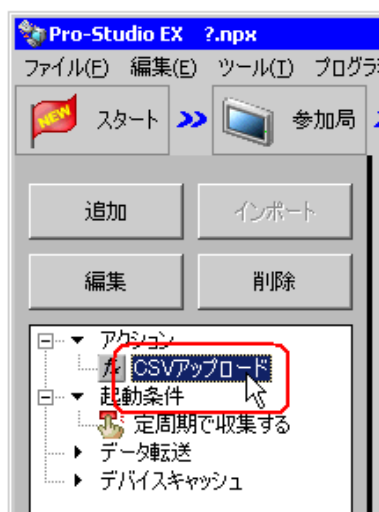 Pro-Studio EX ?.npx
ファイル(F) 編集(E) ツール(T) プログラ
NEW スタート 参加局
追加 インポート
編集 削除
アクション
fx CSVアップロード
起動条件
定周期で収集する
データ転送
デバイスキャッシュ